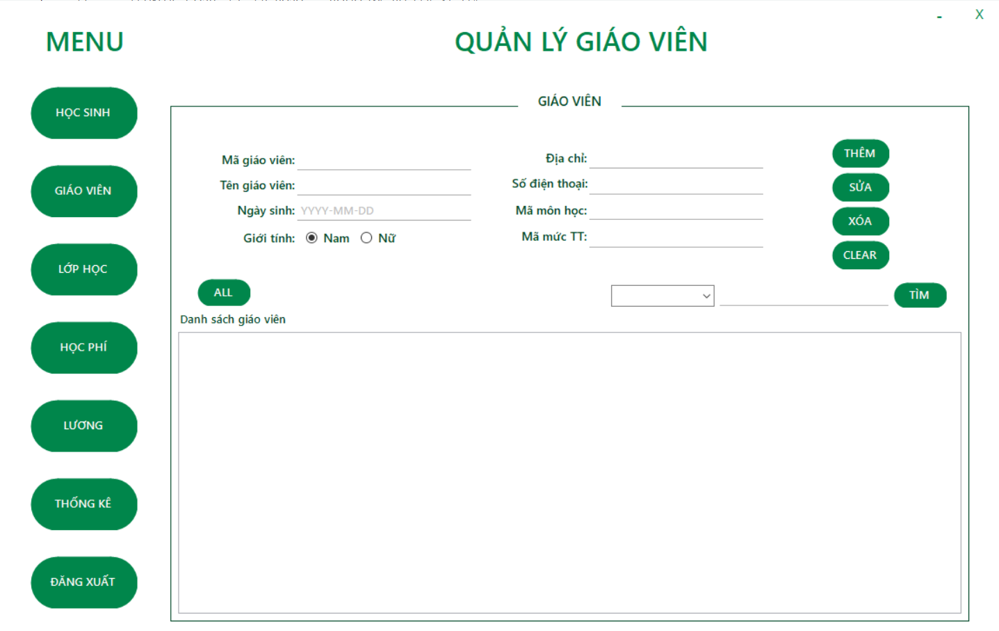 -
X
MENU
QUẢN LÝ GIÁO VIÊN
HỌC SINH
GIÁO VIÊN
LỚP HỌC
HỌC PHÍ
LƯƠNG
THỐNG KÊ
ĐĂNG XUẤT
GIÁO VIÊN
Mã giáo viên:
Tên giáo viên:
Ngày sinh: YYYY-MM-DD
Giới tính: Nam Nữ
Địa chỉ:
Số điện thoại:
Mã môn học:
Mã mức TT:
THÊM
SỬA
XÓA
CLEAR
ALL
TÌM
Danh sách giáo viên